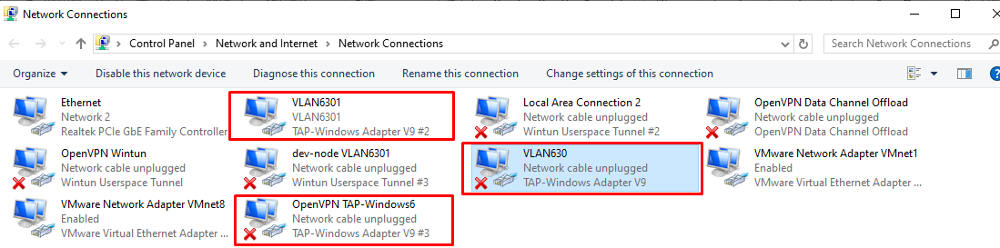 Network Connections
Control Panel > Network and Internet > Network Connections
Search Network Connections
Organize Disable this network device Diagnose this connection Rename this connection Change settings of this connection
Ethernet
Network 2
Realtek PCIe GbE Family Controller
VLAN6301
VLAN6301
TAP-Windows Adapter V9 #2
Local Area Connection 2
Network cable unplugged
Wintun Userspace Tunnel #2
OpenVPN Data Channel Offload
Network cable unplugged
OpenVPN Data Channel Offload
OpenVPN Wintun
Network cable unplugged
Wintun Userspace Tunnel
dev-node VLAN6301
Network cable unplugged
Wintun Userspace Tunnel #3
VLAN630
Network cable unplugged
TAP-Windows Adapter V9
VMware Network Adapter VMnet1
Enabled
VMware Virtual Ethernet Adapter ...
VMware Network Adapter VMnet8
Enabled
VMware Virtual Ethernet Adapter ...
OpenVPN TAP-Windows6
Network cable unplugged
TAP-Windows Adapter V9 #3